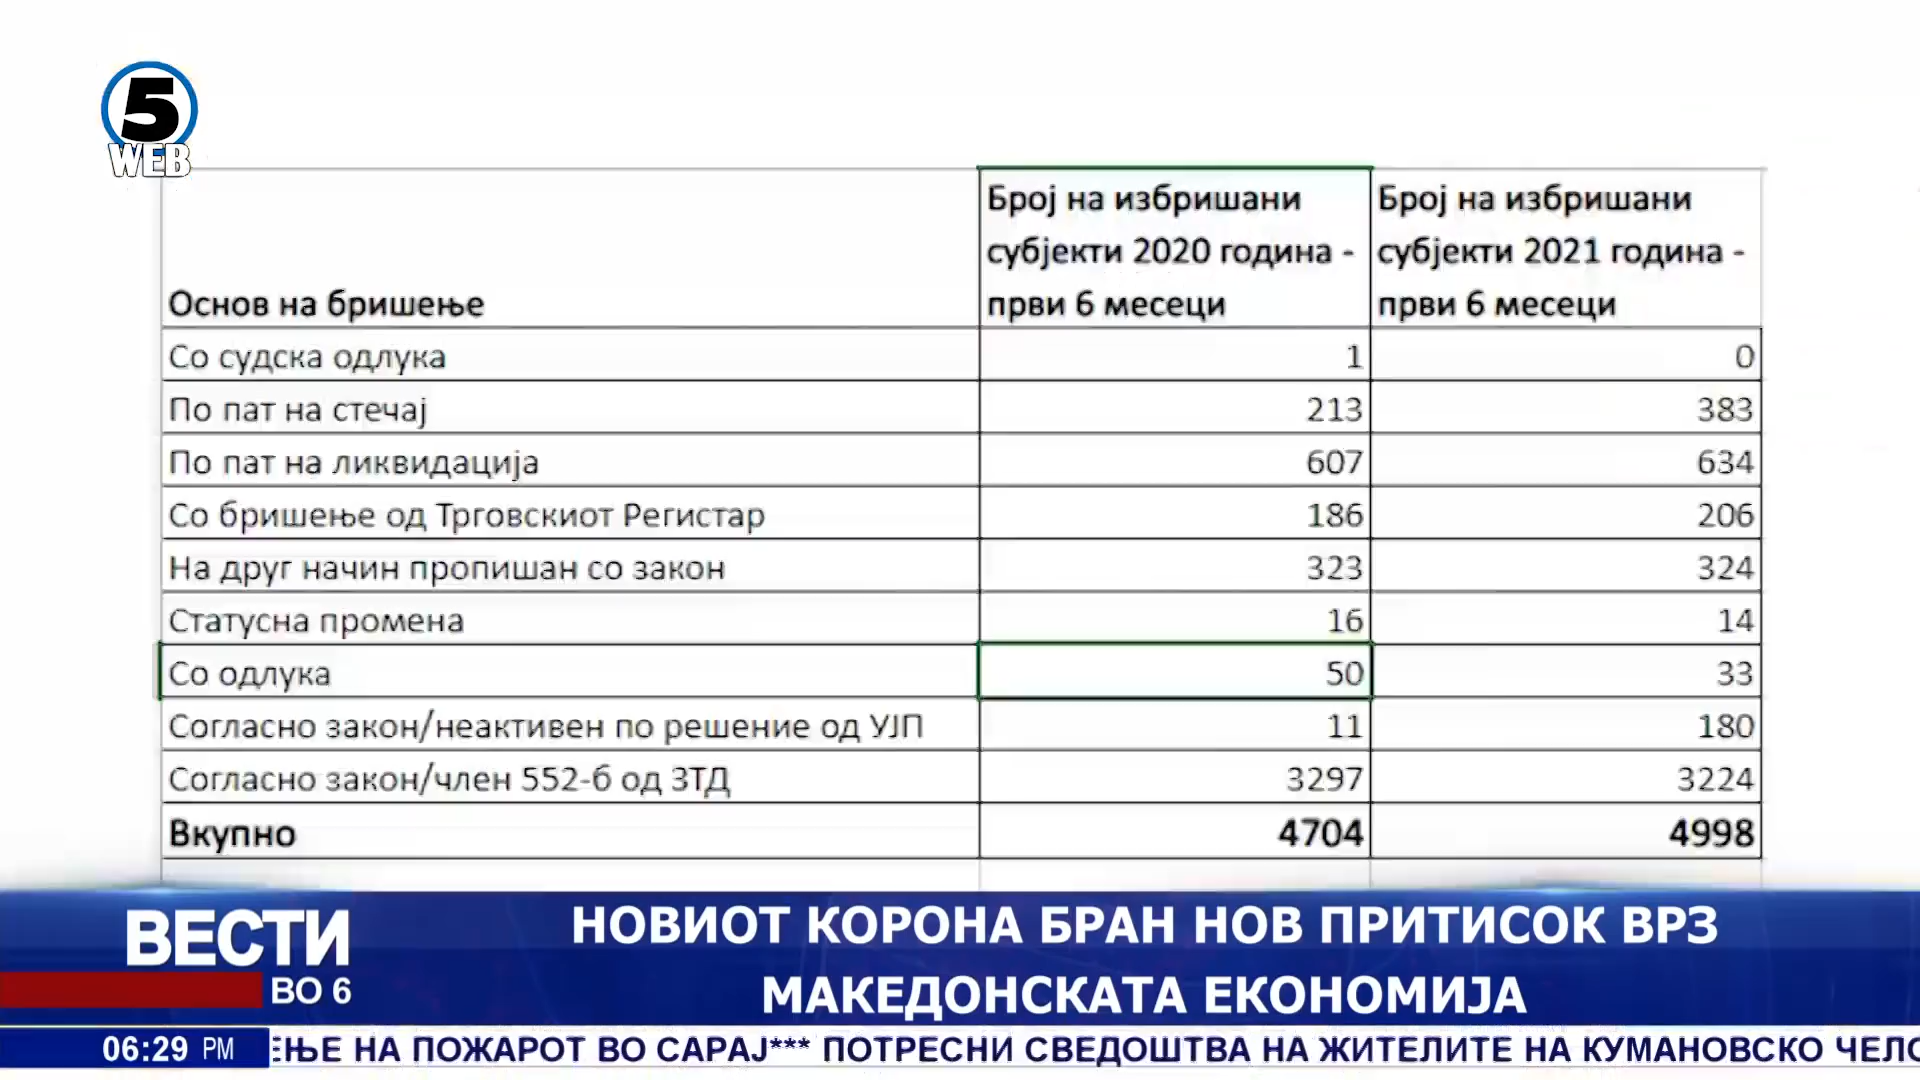 5
WEB
Основ на бришење
Број на избришани
субјекти 2020 година -
први 6 месеци
Број на избришани
субјекти 2021 година -
први 6 месеци
Со судска одлука 1 0
По пат на стечај 213 383
По пат на ликвидација 607 634
Со бришење од Трговскиот Регистар 186 206
На друг начин пропишан со закон 323 324
Статусна промена 16 14
Со одлука 50 33
Согласно закон/неактивен по решение од УЈП 11 180
Согласно закон/член 552-б од ЗТД 3297 3224
Вкупно 4704 4998
ВЕСТИ
ВО 6
НОВИОТ КОРОНА БРАН НОВ ПРИТИСОК ВРЗ
МАКЕДОНСКАТА ЕКОНОМИЈА
06:29 PM
НА ПОЖАРОТ ВО САРАЈ*** ПОТРЕСНИ СВЕДОШТВА НА ЖИТЕЛИТЕ НА КУМАНОВСКО